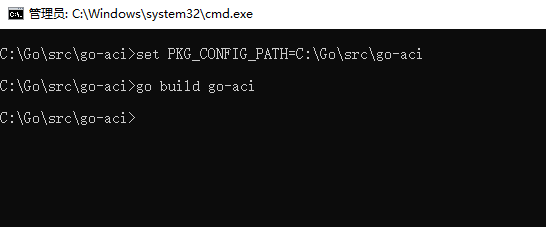 管理员: C:\Windows\system32\cmd.exe
C:\Go\src\go-aci>set PKG_CONFIG_PATH=C:\Go\src\go-aci
C:\Go\src\go-aci>go build go-aci
C:\Go\src\go-aci>